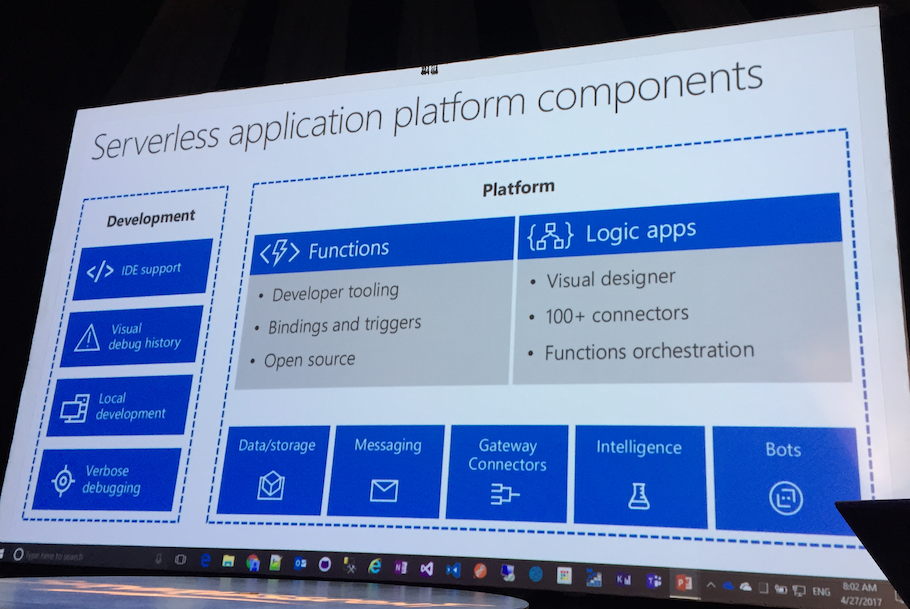 Serverless application platform components
Development
</> IDE support
Visual
debug history
Local
development
Verbose
debugging
Platform
Functions
• Developer tooling
• Bindings and triggers
• Open source
Logic apps
• Visual designer
• 100+ connectors
• Functions orchestration
Data/storage
Messaging
Gateway
Connectors
Intelligence
Bots
Type here to search
ENG
8:02 AM
4/27/2017